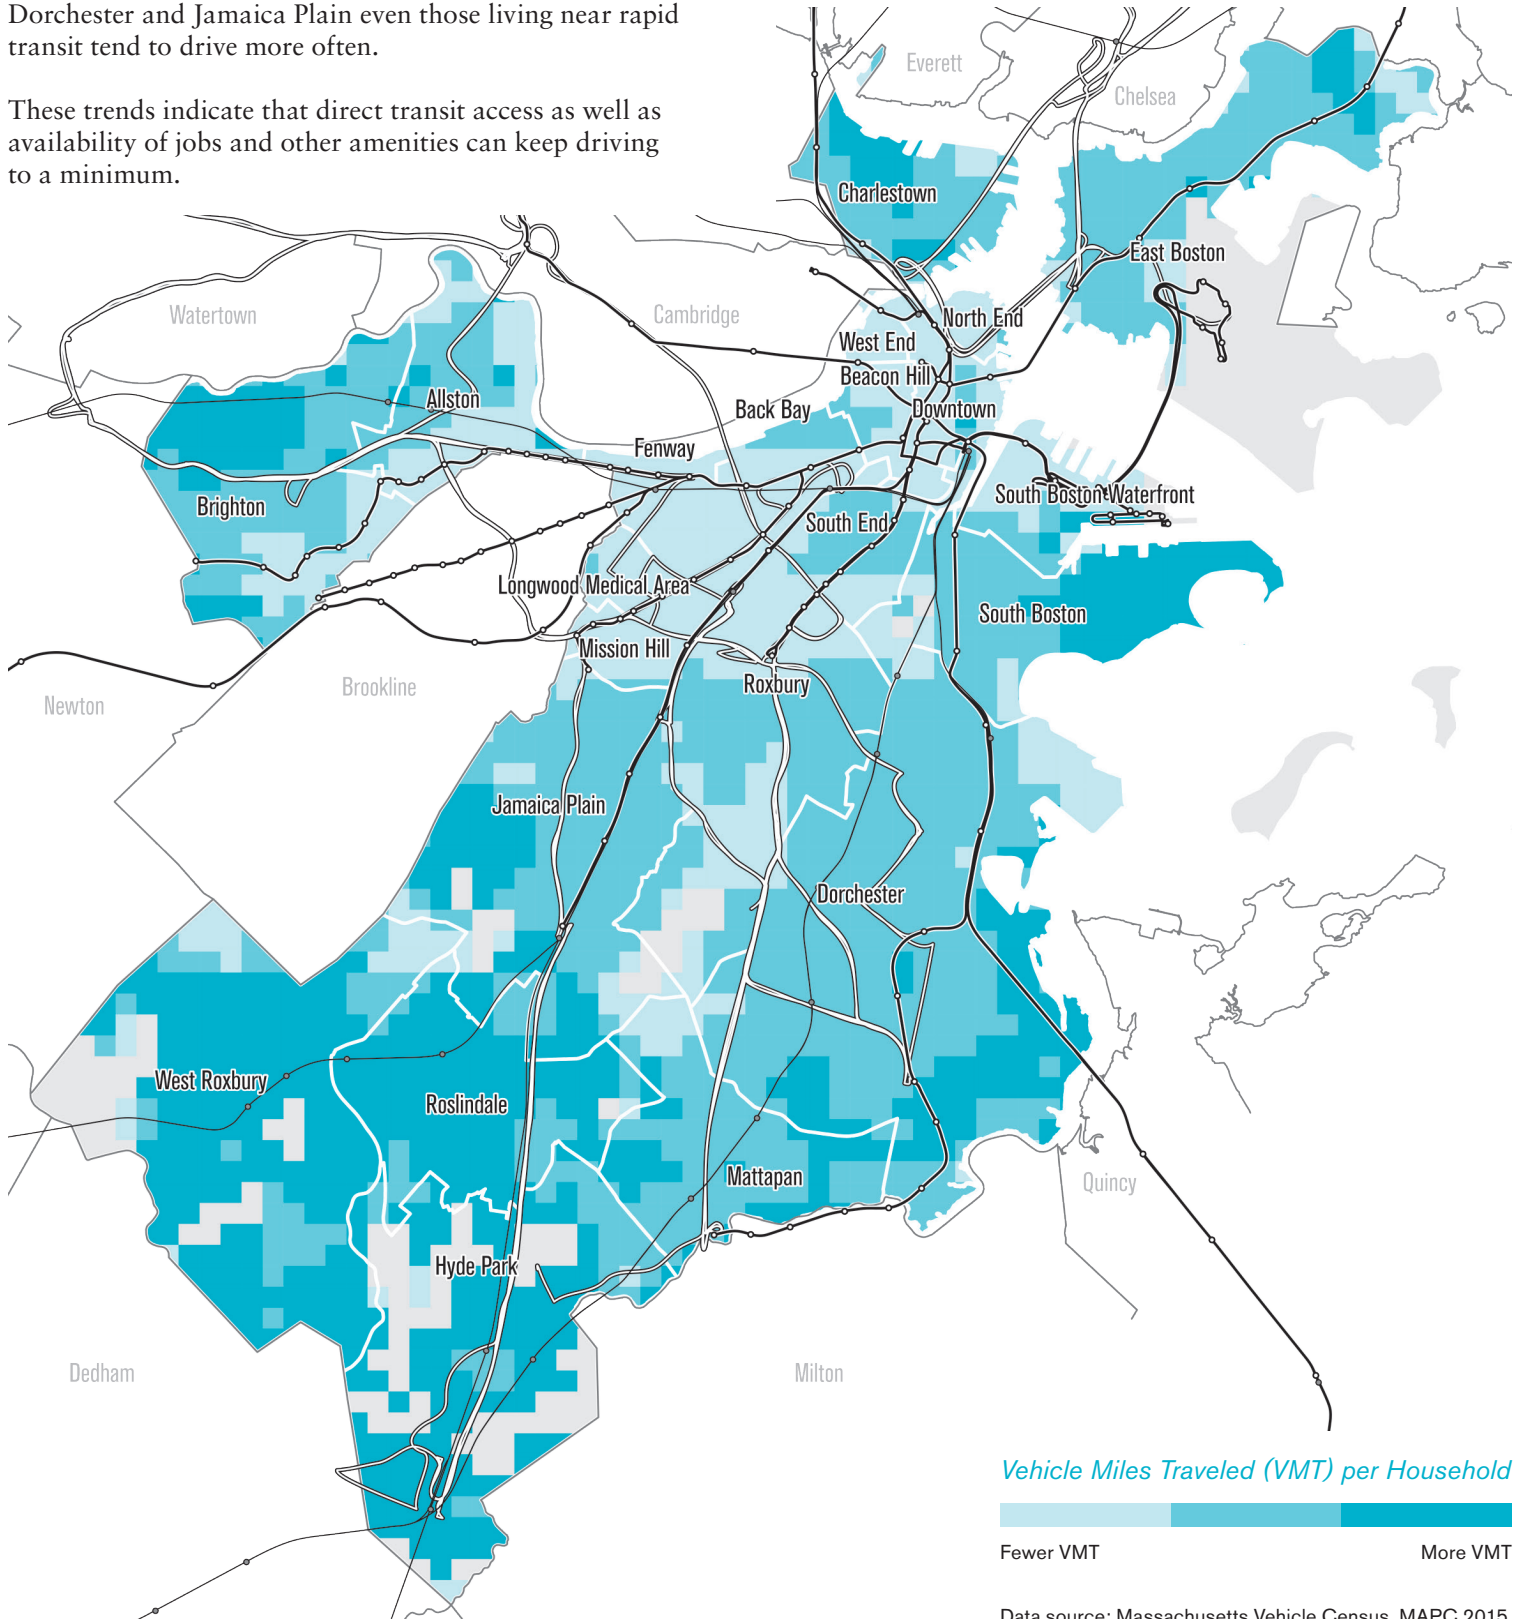 Dorchester and Jamaica Plain even those living near rapid
transit tend to drive more often.
These trends indicate that direct transit access as well as
availability of jobs and other amenities can keep driving
to a minimum.
Everett
Chelsea
Charlestown
East Boston
Watertown
Cambridge
North End
West End
Beacon Hill
Allston
Back Bay
Downtown
Fenway
South Boston Waterfront
Brighton
South End
Longwood Medical Area
South Boston
Mission Hill
Roxbury
Brookline
Newton
Jamaica Plain
Dorchester
West Roxbury
Roslindale
Mattapan
Quincy
Hyde Park
Dedham
Milton
Vehicle Miles Traveled (VMT) per Household
Fewer VMT
More VMT
Data source: Massachusetts Vehicle Census, MAPC 2015